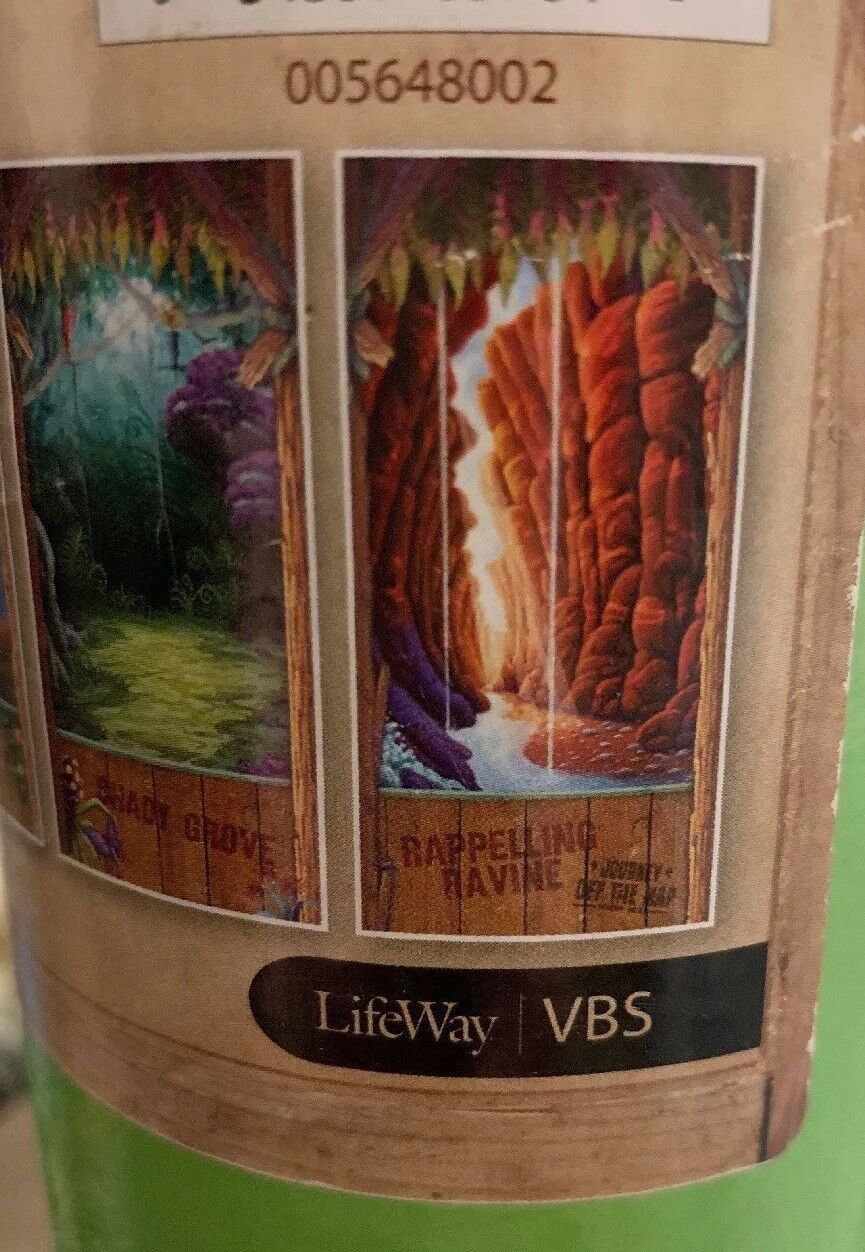 005648002
SHADY GROVE
RAPPELLING
RAVINE
• JOURNEY •
OFF THE MAP
LifeWay | VBS